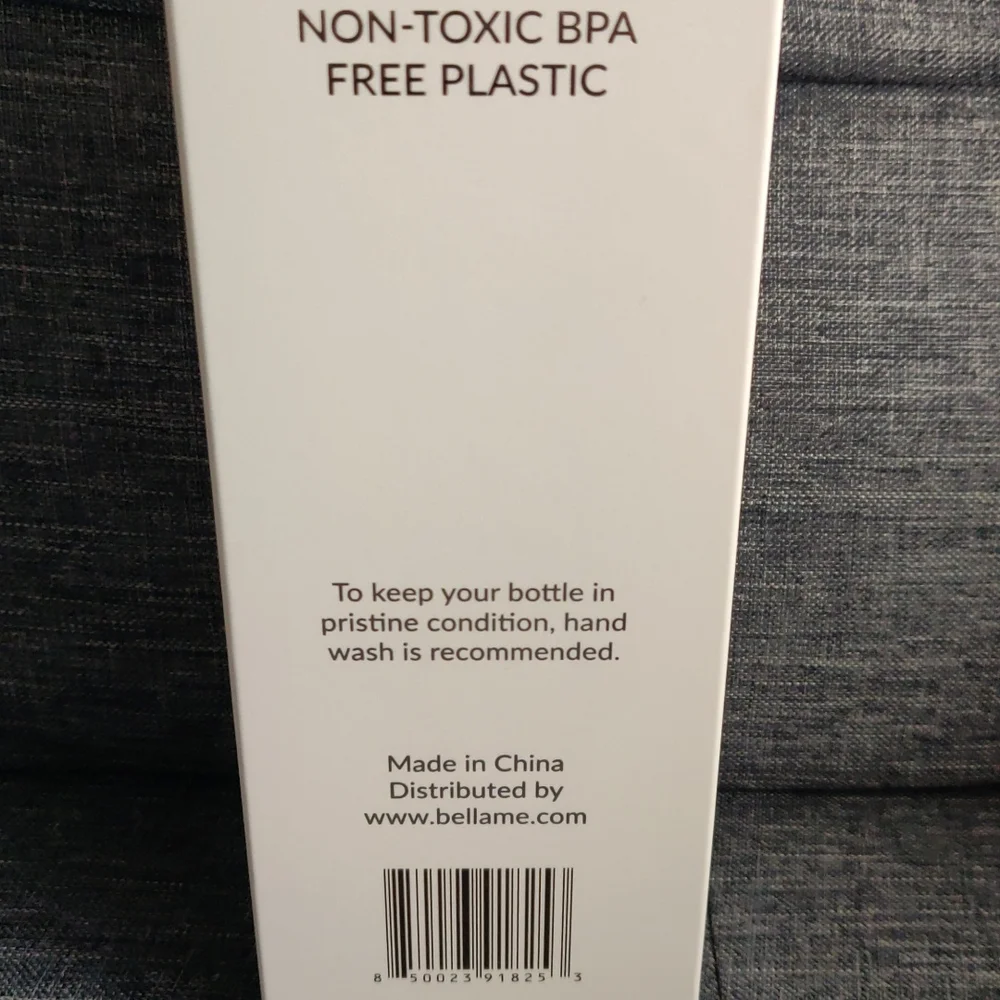 NON-TOXIC BPA
FREE PLASTIC
To keep your bottle in
pristine condition, hand
wash is recommended.
Made in China
Distributed by
www.bellame.com
8 50023 91825 3